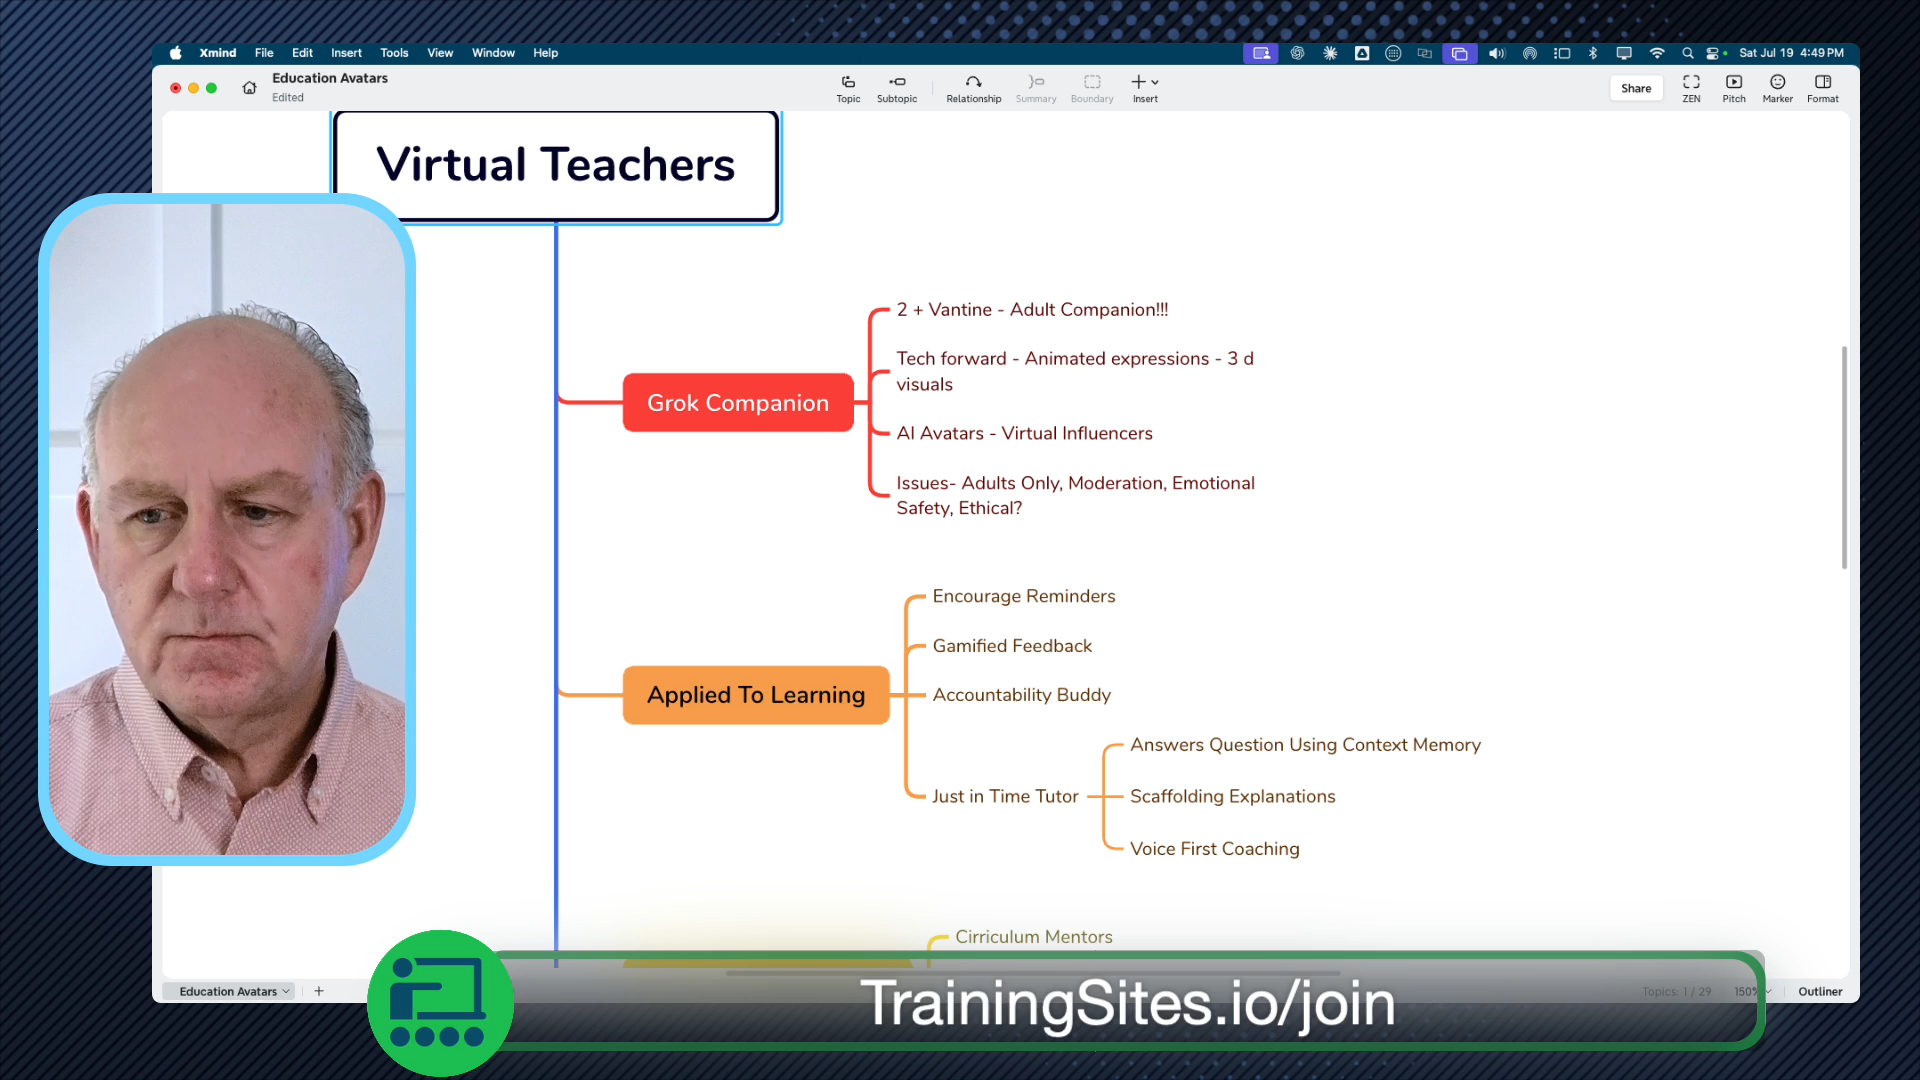 Xmind File Edit Insert Tools View Window Help
Sat Jul 19 4:49 PM
Education Avatars
Edited
Topic Subtopic Relationship Summary Boundary Insert
Share ZEN Pitch Marker Format
Virtual Teachers
Grok Companion
2 + Vantine - Adult Companion!!!
Tech forward - Animated expressions - 3 d
visuals
AI Avatars - Virtual Influencers
Issues- Adults Only, Moderation, Emotional
Safety, Ethical?
Applied To Learning
Encourage Reminders
Gamified Feedback
Accountability Buddy
Just in Time Tutor
Answers Question Using Context Memory
Scaffolding Explanations
Voice First Coaching
Cirriculum Mentors
Education Avatars
TrainingSites.io/join
Topics: 1 / 29 150%
Outliner